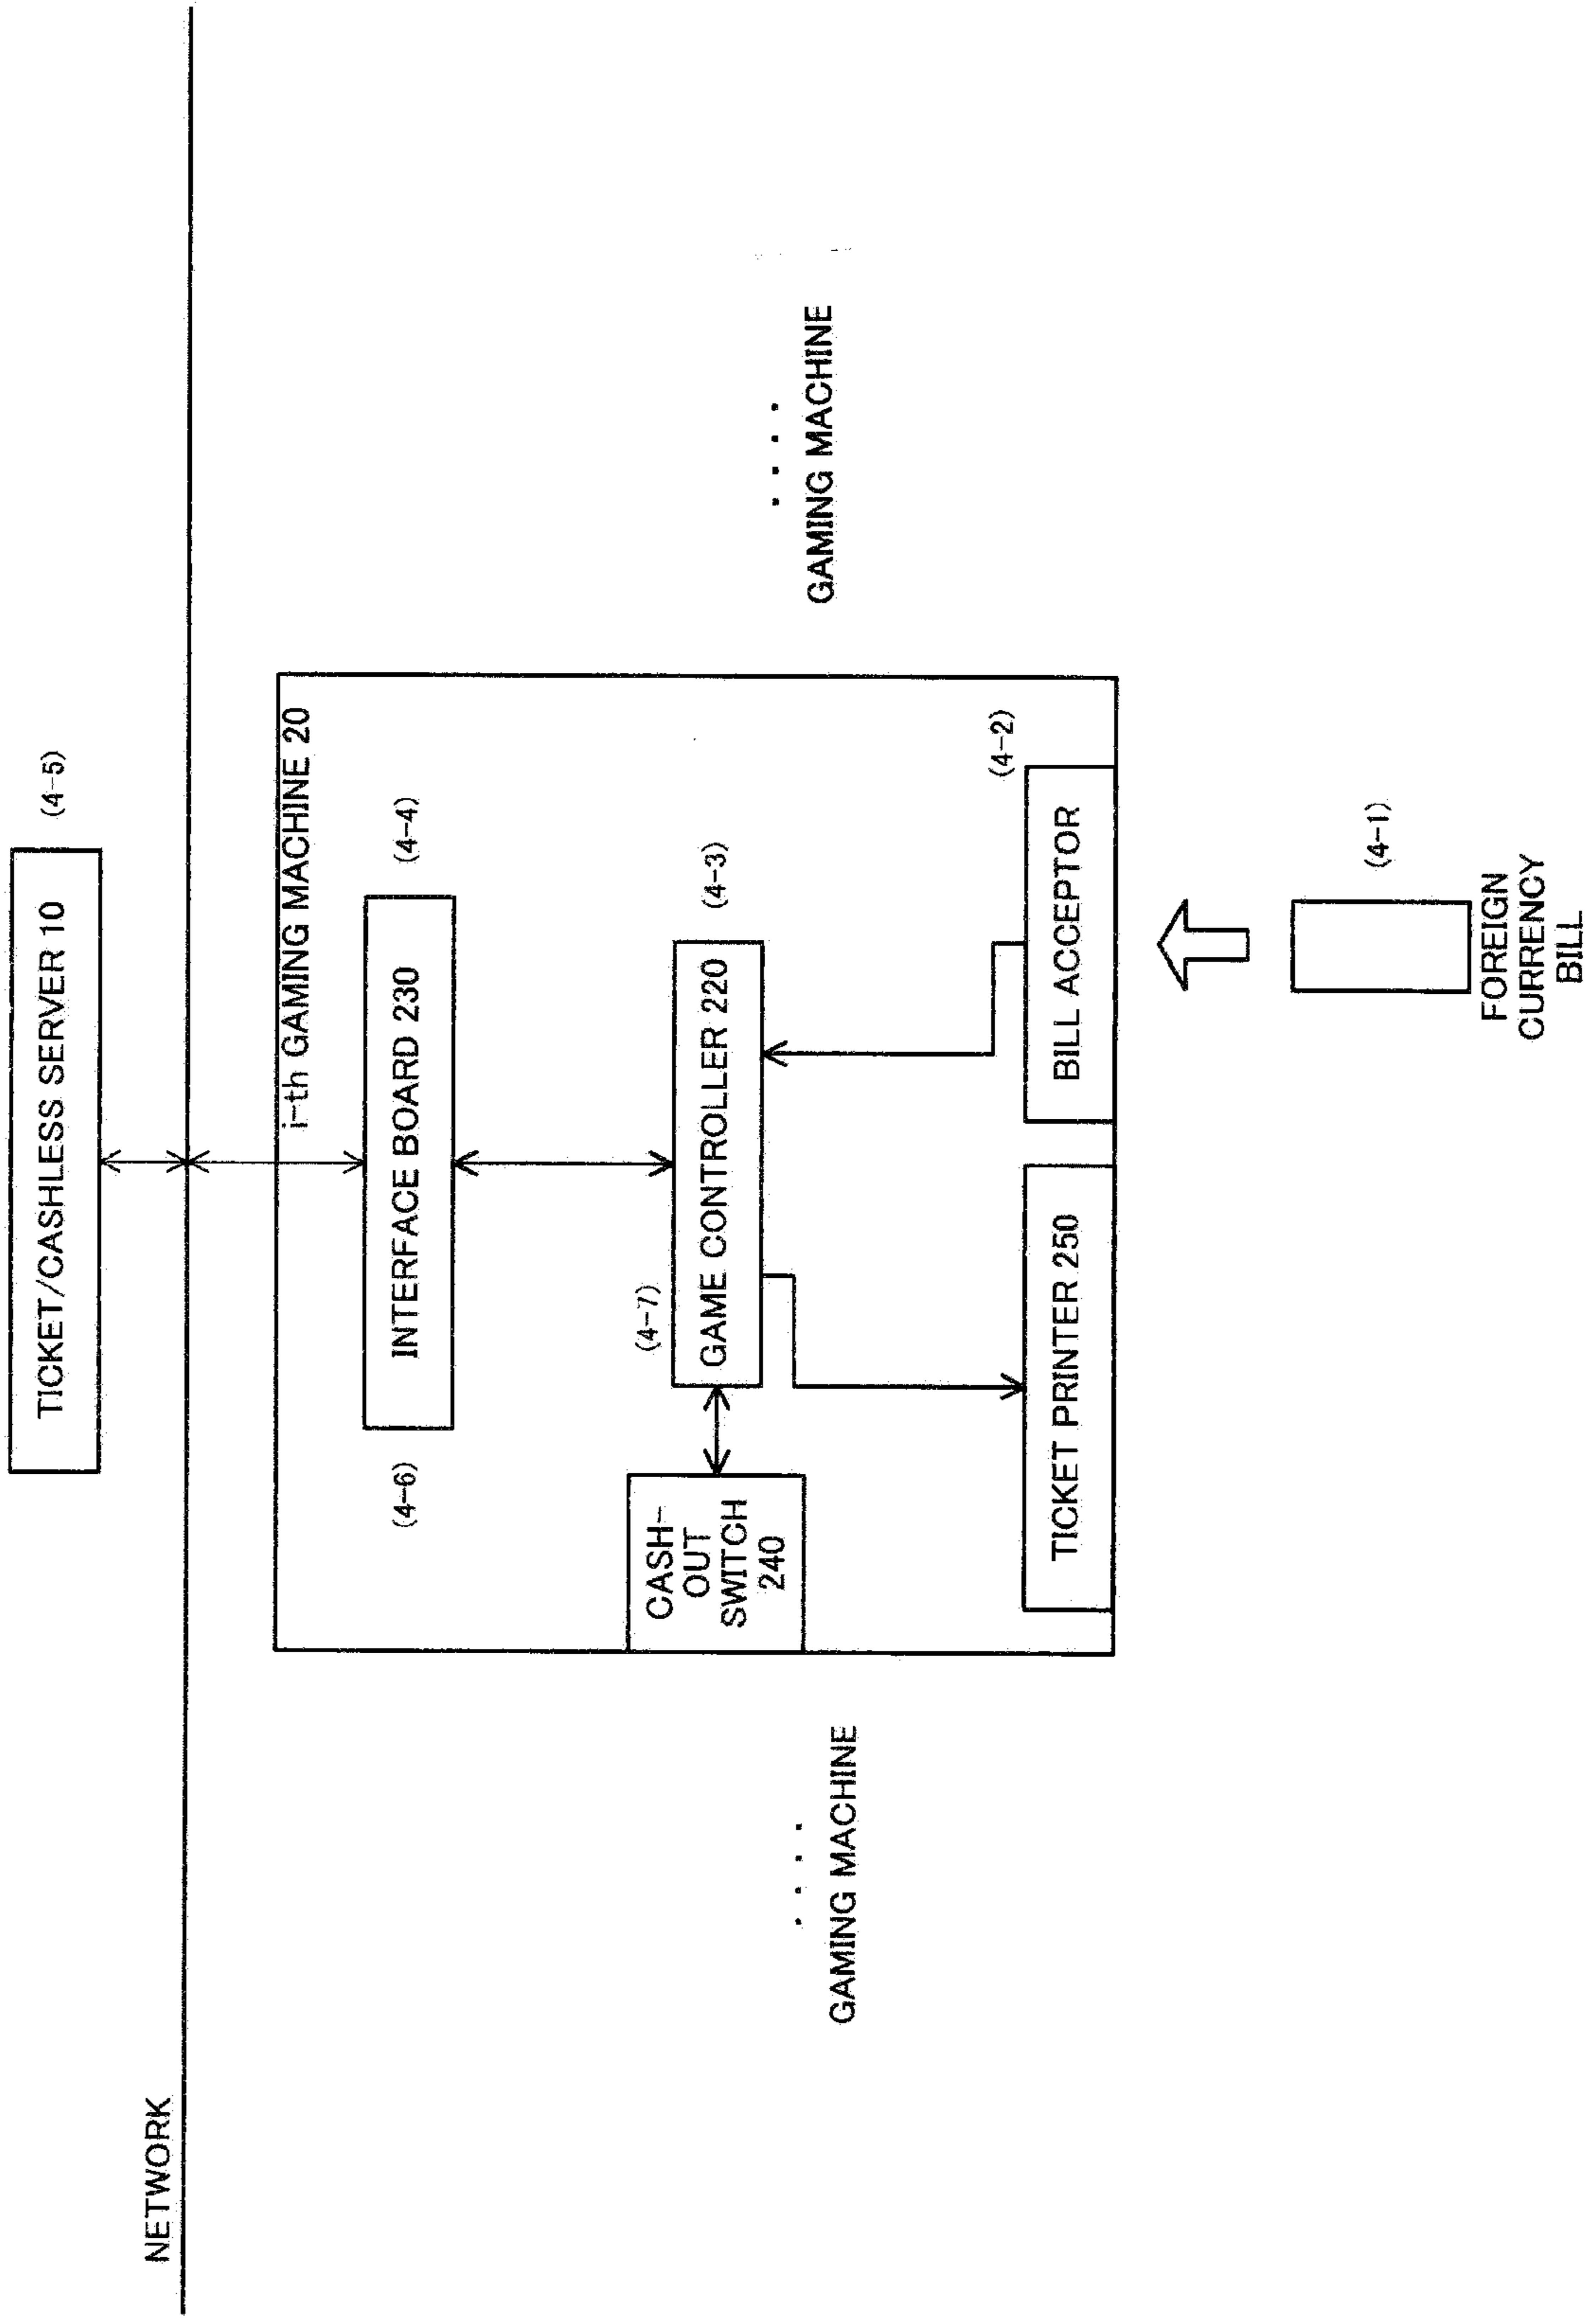 TICKET/CASHLESS SERVER 10
(4-5)
NETWORK
i-th GAMING MACHINE 20
(4-6)
INTERFACE BOARD 230
(4-4)
(4-7)
CASH-
OUT
SWITCH
240
GAME CONTROLLER 220
(4-3)
· · · ·
GAMING MACHINE
· · · ·
GAMING MACHINE
(4-2)
TICKET PRINTER 250
BILL ACCEPTOR
(4-1)
FOREIGN
CURRENCY
BILL